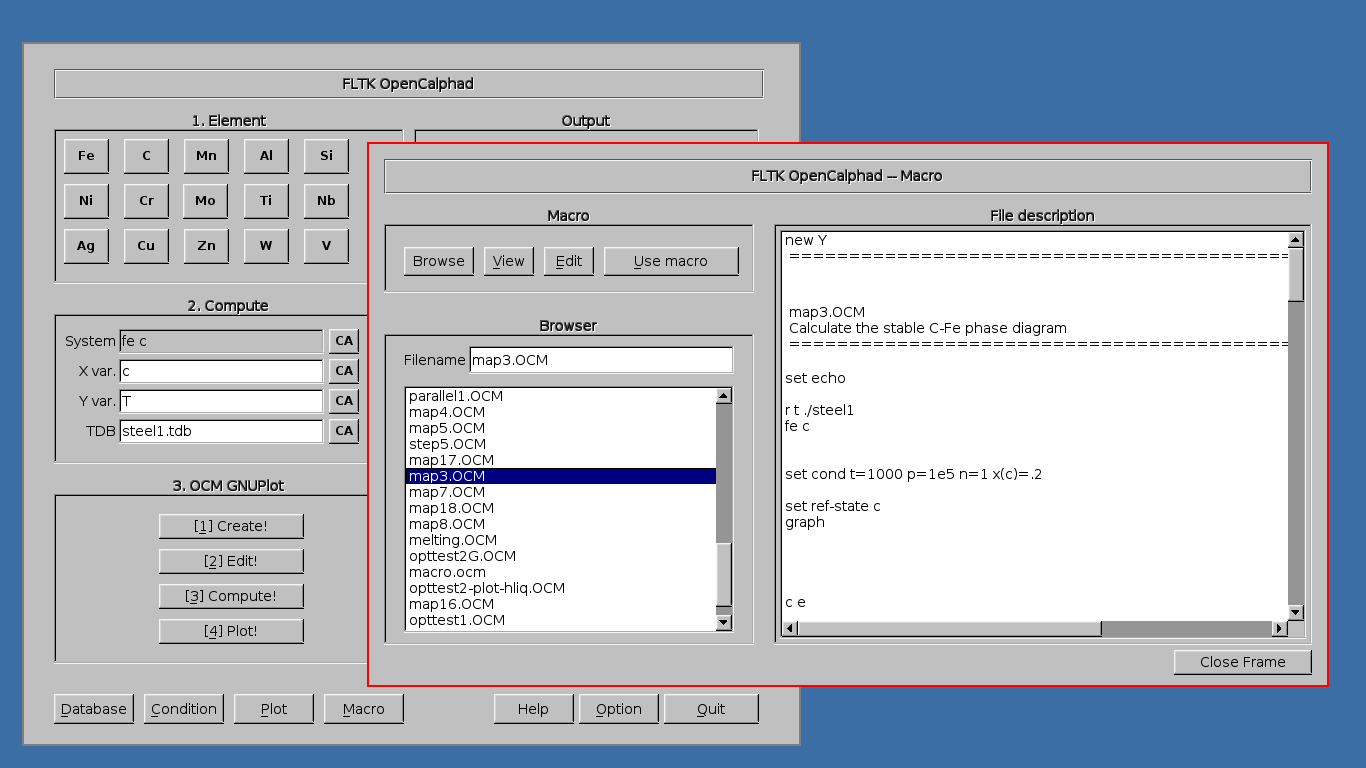 FLTK OpenCalphad
1. Element
Output
Fe C Mn Al Si
Ni Cr Mo Ti Nb
Ag Cu Zn W V
2. Compute
System fe c CA
X var. c CA
Y var. T CA
TDB steel1.tdb CA
3. OCM GNUPlot
[1] Create!
[2] Edit!
[3] Compute!
[4] Plot!
Database Condition Plot Macro Help Option Quit
FLTK OpenCalphad -- Macro
Macro
Browse View Edit Use macro
Browser
Filename map3.OCM
parallel1.OCM
map4.OCM
map5.OCM
step5.OCM
map17.OCM
map3.OCM
map7.OCM
map18.OCM
map8.OCM
melting.OCM
opttest2G.OCM
macro.ocm
opttest2-plot-hliq.OCM
map16.OCM
opttest1.OCM
File description
new Y
==========================================
map3.OCM
Calculate the stable C-Fe phase diagram
==========================================
set echo
r t ./steel1
fe c
set cond t=1000 p=1e5 n=1 x(c)=.2
set ref-state c
graph
c e
Close Frame